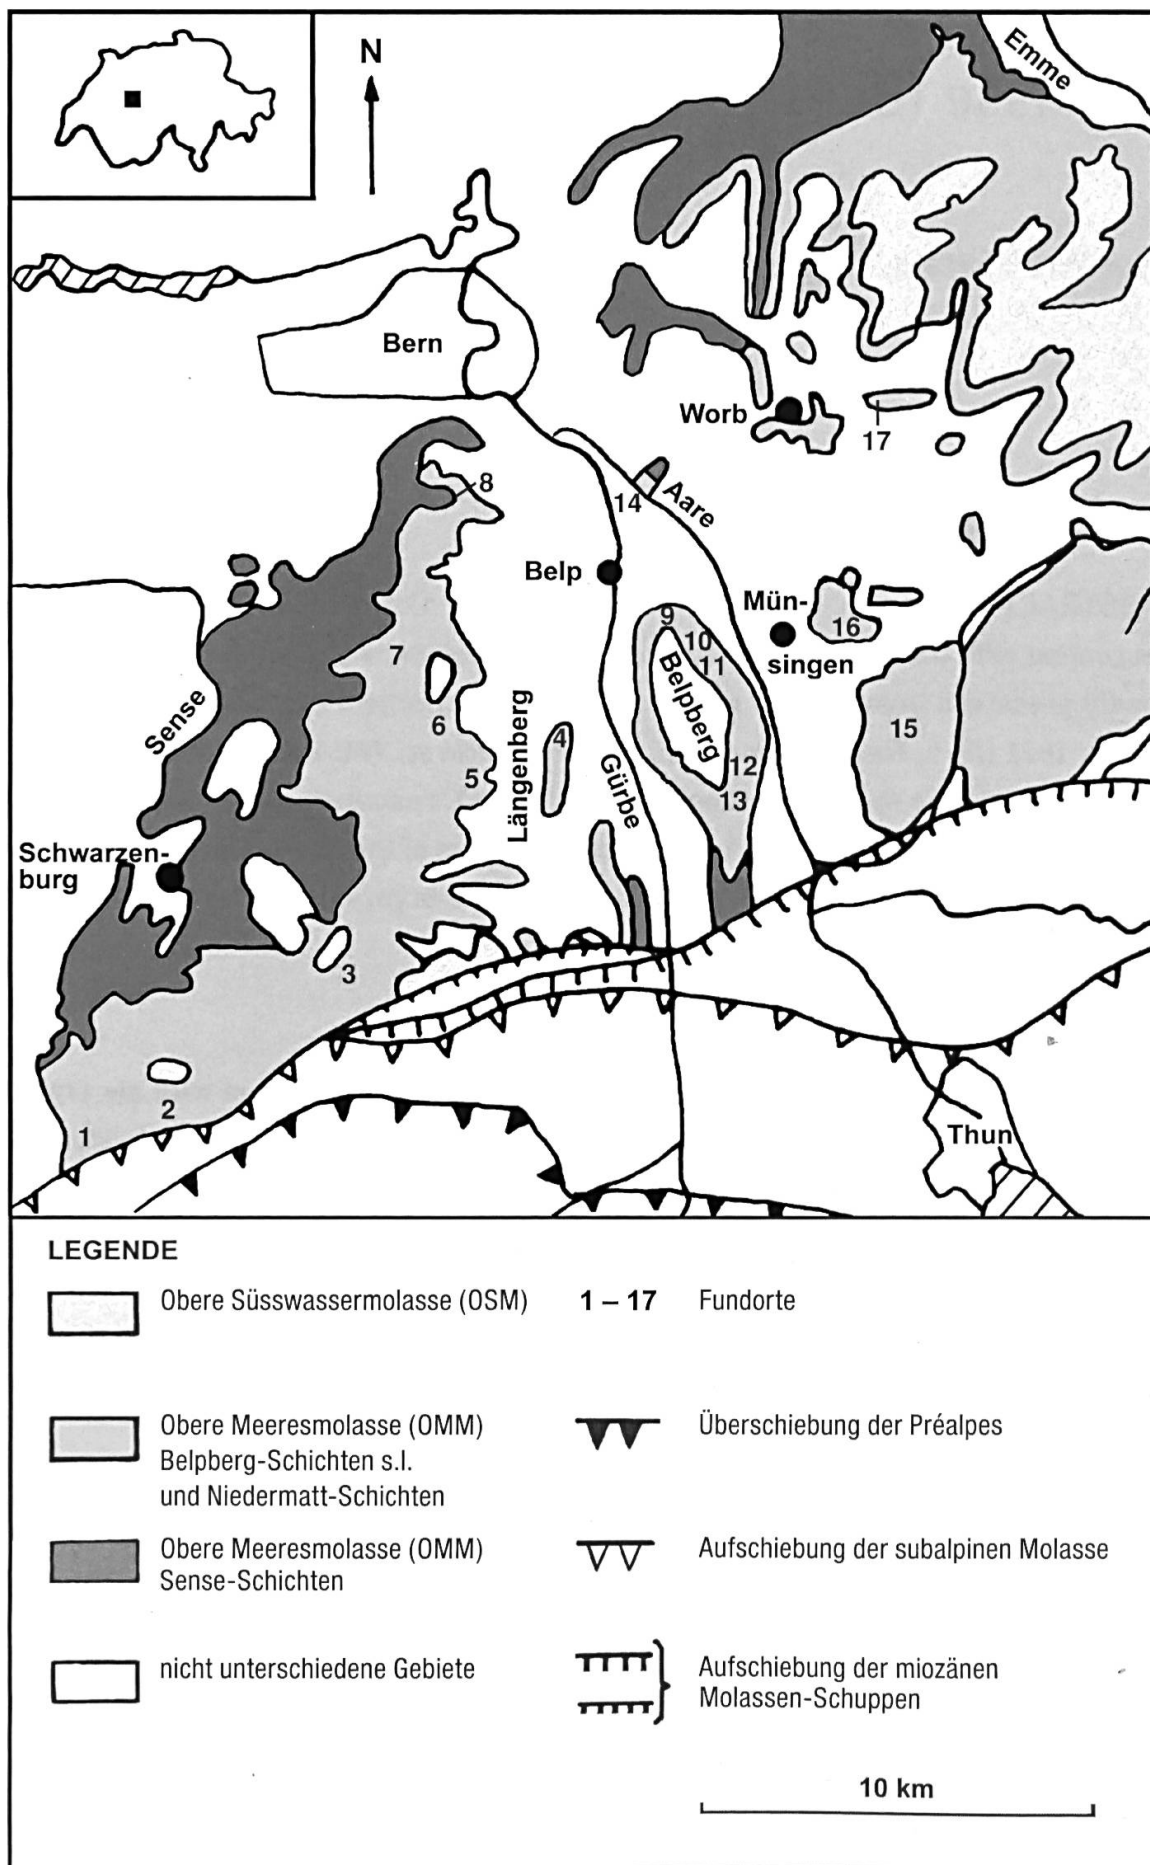 N
Emme
Bern
Worb
17
8
14
Aare
Belp
Mün-
singen
9
10
11
16
7
Belpberg
Sense
6
Längenberg
4
15
5
Gürbe
12
13
Schwarzen-
burg
3
2
1
Thun
LEGENDE
Obere Süsswassermolasse (OSM)
1 – 17 Fundorte
Obere Meeresmolasse (OMM)
Belpberg-Schichten s.l.
und Niedermatt-Schichten
Überschiebung der Préalpes
Obere Meeresmolasse (OMM)
Sense-Schichten
Aufschiebung der subalpinen Molasse
nicht unterschiedene Gebiete
Aufschiebung der miozänen
Molassen-Schuppen
10 km